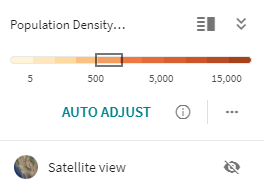 Population Density...
5 500 5,000 15,000
AUTO ADJUST
Satellite view